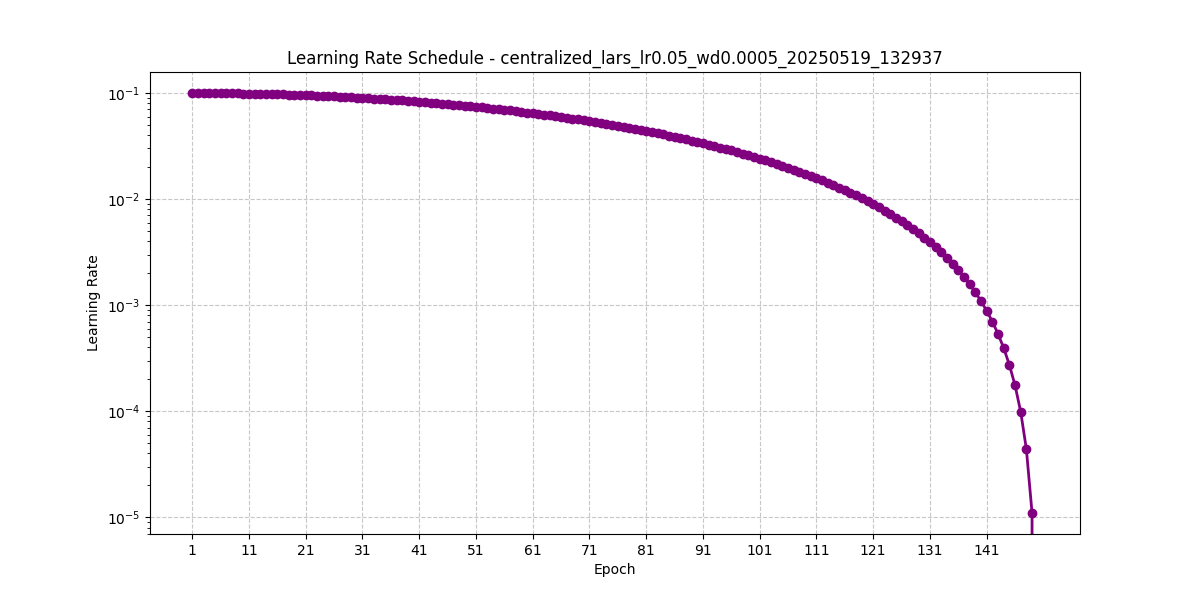 Learning Rate Schedule - centralized_lars_lr0.05_wd0.0005_20250519_132937
10⁻¹
10⁻²
10⁻³
10⁻⁴
10⁻⁵
Learning Rate
1 11 21 31 41 51 61 71 81 91 101 111 121 131 141
Epoch